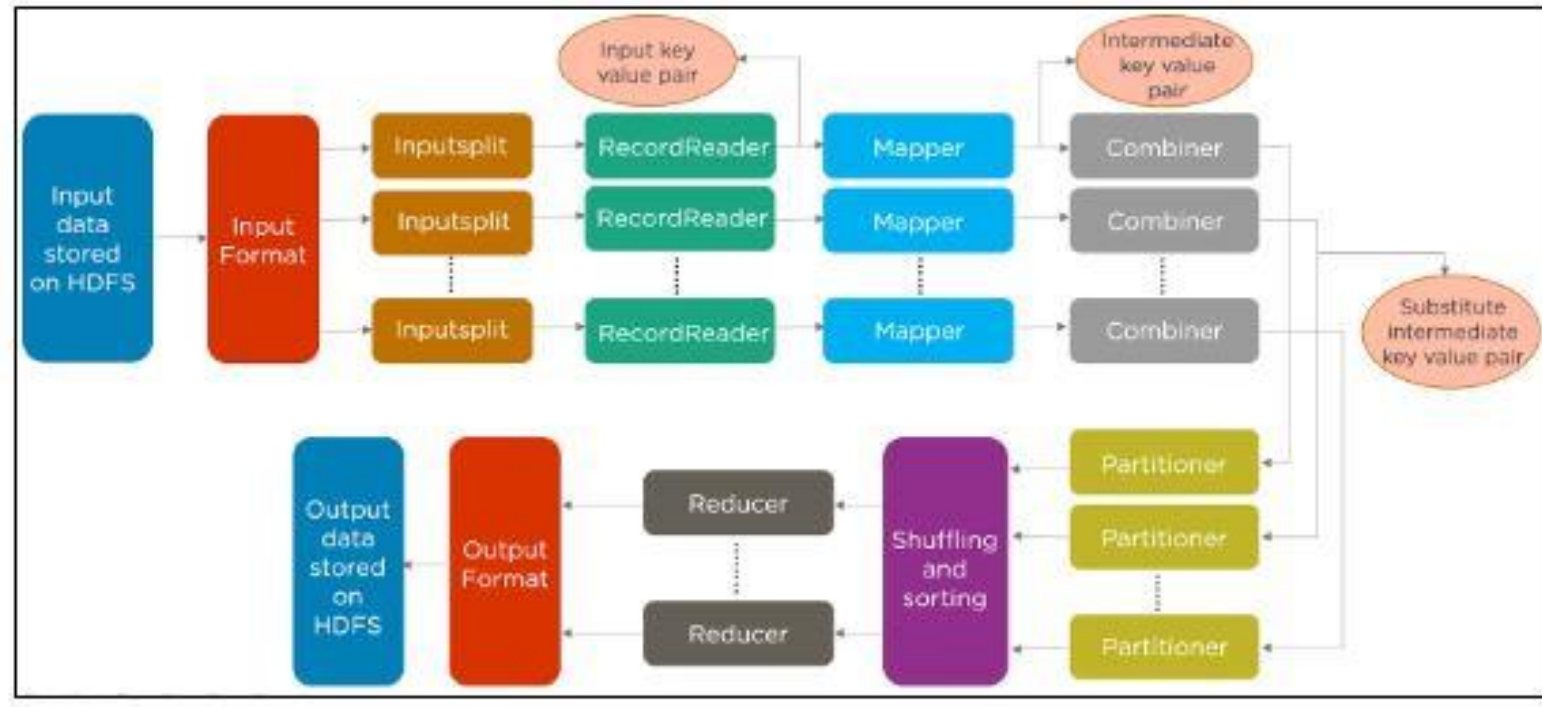 Input key
value pair
Intermediate
key value
pair
Input
data
stored
on HDFS
Input
Format
Inputsplit
RecordReader
Mapper
Combiner
Inputsplit
RecordReader
Mapper
Combiner
Inputsplit
RecordReader
Mapper
Combiner
Substitute
intermediate
key value pair
Partitioner
Partitioner
Partitioner
Shuffling
and
sorting
Reducer
Reducer
Output
Format
Output
data
stored
on
HDFS